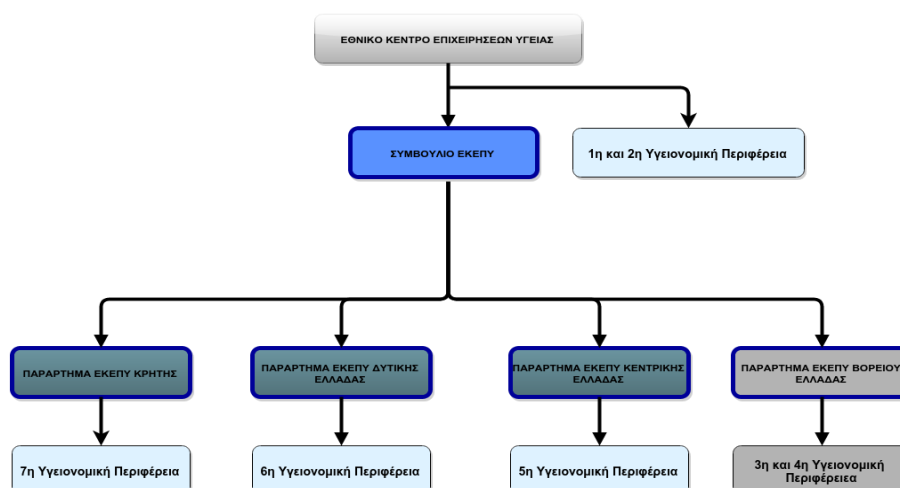 ΕΘΝΙΚΟ ΚΕΝΤΡΟ ΕΠΙΧΕΙΡΗΣΕΩΝ ΥΓΕΙΑΣ
ΣΥΜΒΟΥΛΙΟ ΕΚΕΠΥ
1η και 2η Υγειονομική Περιφέρεια
ΠΑΡΑΡΤΗΜΑ ΕΚΕΠΥ ΚΡΗΤΗΣ
ΠΑΡΑΡΤΗΜΑ ΕΚΕΠΥ ΔΥΤΙΚΗΣ
ΕΛΛΑΔΑΣ
ΠΑΡΑΡΤΗΜΑ ΕΚΕΠΥ ΚΕΝΤΡΙΚΗΣ
ΕΛΛΑΔΑΣ
ΠΑΡΑΡΤΗΜΑ ΕΚΕΠΥ ΒΟΡΕΙΟΥ
ΕΛΛΑΔΑΣ
7η Υγειονομική Περιφέρεια
6η Υγειονομική Περιφέρεια
5η Υγειονομική Περιφέρεια
3η και 4η Υγειονομική
Περιφέρειεα